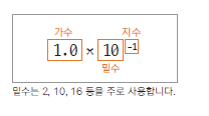 가수 지수
1.0 × 10 -1
밑수
밑수는 2, 10, 16 등을 주로 사용합니다.